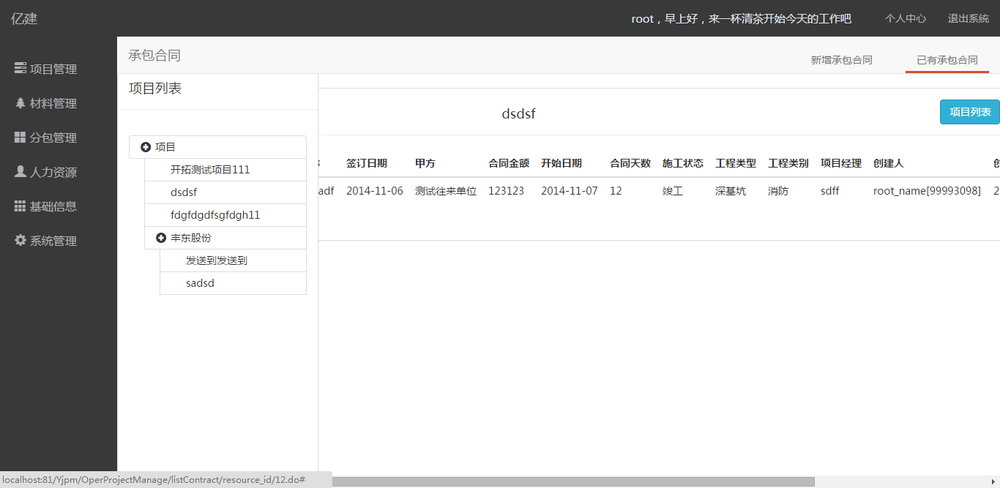 亿建
root，早上好，来一杯清茶开始今天的工作吧 个人中心 退出系统
项目管理
材料管理
分包管理
人力资源
基础信息
系统管理
承包合同
新增承包合同 已有承包合同
项目列表
项目
开拓测试项目111
dsdsf
fdgfdgdfsgfdgh11
丰东股份
发送到发送到
sadsd
dsdsf
项目列表
签订日期 甲方 合同金额 开始日期 合同天数 施工状态 工程类型 工程类别 项目经理 创建人
adf 2014-11-06 测试往来单位 123123 2014-11-07 12 竣工 深基坑 消防 sdff root_name[99993098] 2
localhost:81/Yjpm/OperProjectManage/listContract/resource_id/12.do#